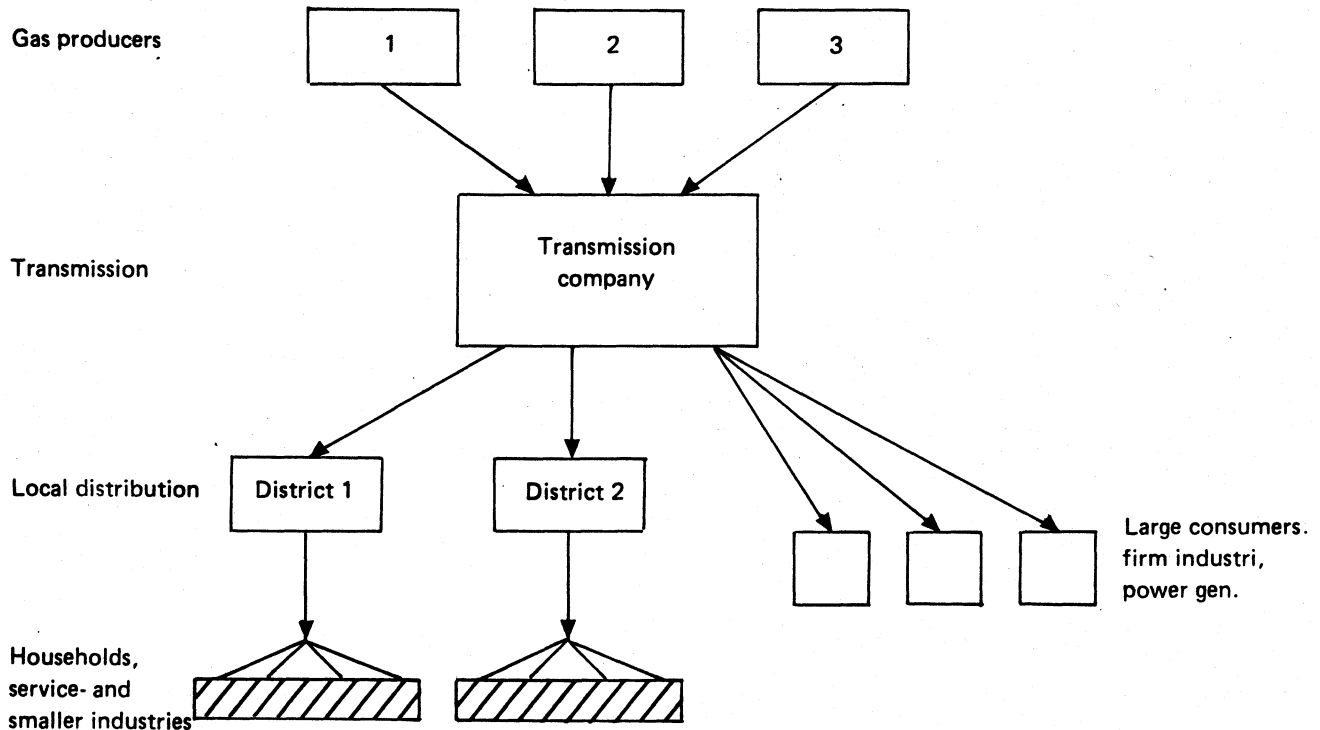 Gas producers
1
2
3
Transmission
Transmission
company
Local distribution
District 1
District 2
Large consumers.
firm industri,
power gen.
Households,
service- and
smaller industries